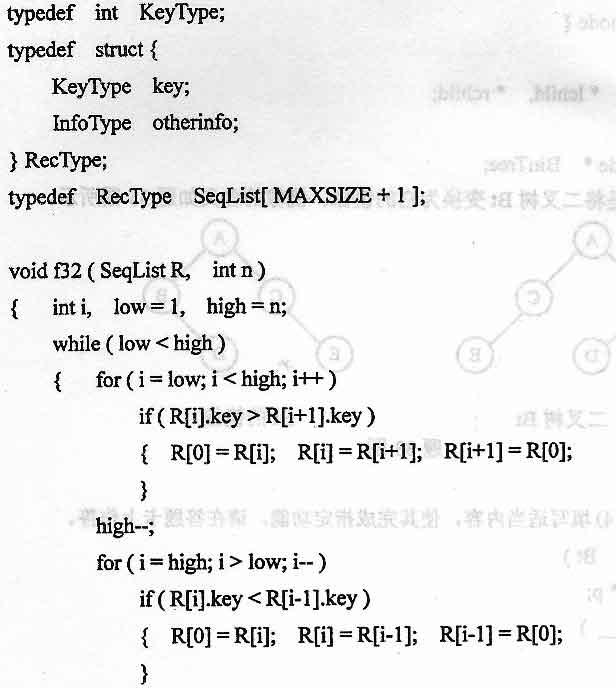 typedef int KeyType;
typedef struct {
KeyType key;
InfoType otherinfo;
} RecType;
typedef RecType SeqList[ MAXSIZE + 1 ];
void f32 ( SeqList R, int n )
{ int i, low = 1, high = n;
while ( low < high )
{ for ( i = low; i < high; i++ )
if ( R[i].key > R[i+1].key )
{ R[0] = R[i]; R[i] = R[i+1]; R[i+1] = R[0];
}
high--;
for ( i = high; i > low; i-- )
if ( R[i].key < R[i-1].key )
{ R[0] = R[i]; R[i] = R[i-1]; R[i-1] = R[0];
}